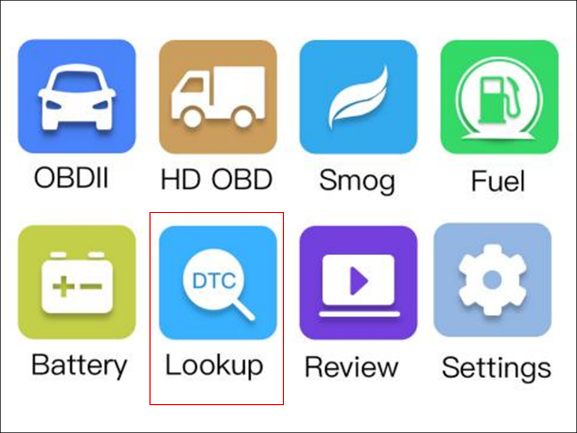 OBDII HD OBD Smog Fuel
DTC
Battery Lookup Review Settings